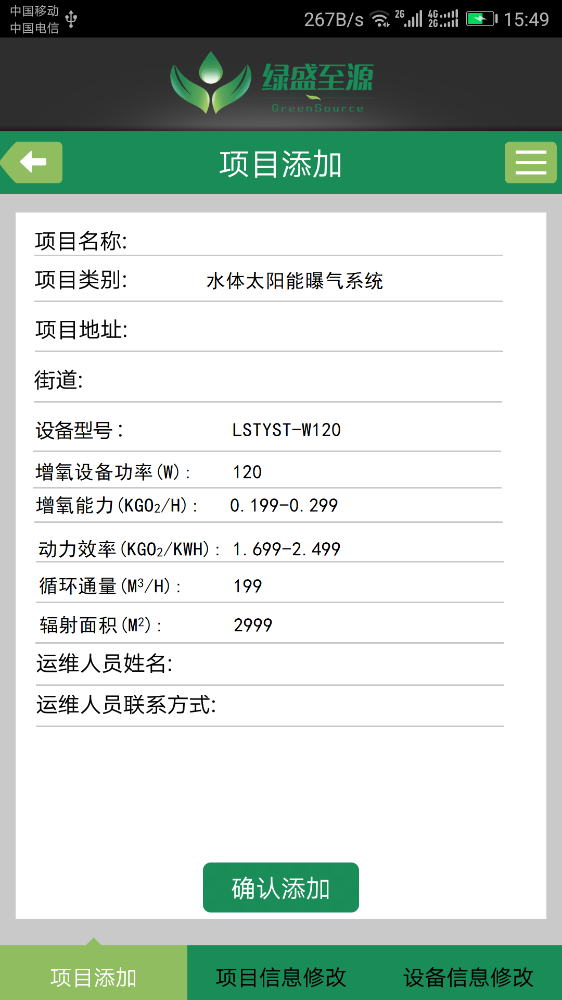 中国移动
中国电信
267B/s 2G 4G 2G 15:49
绿盛至源
GreenSource
项目添加
项目名称:
项目类别: 水体太阳能曝气系统
项目地址:
街道:
设备型号： LSTYST-W120
增氧设备功率(W): 120
增氧能力(KGO₂/H): 0.199-0.299
动力效率(KGO₂/KWH): 1.699-2.499
循环通量(M³/H): 199
辐射面积(M²): 2999
运维人员姓名:
运维人员联系方式:
确认添加
项目添加 项目信息修改 设备信息修改